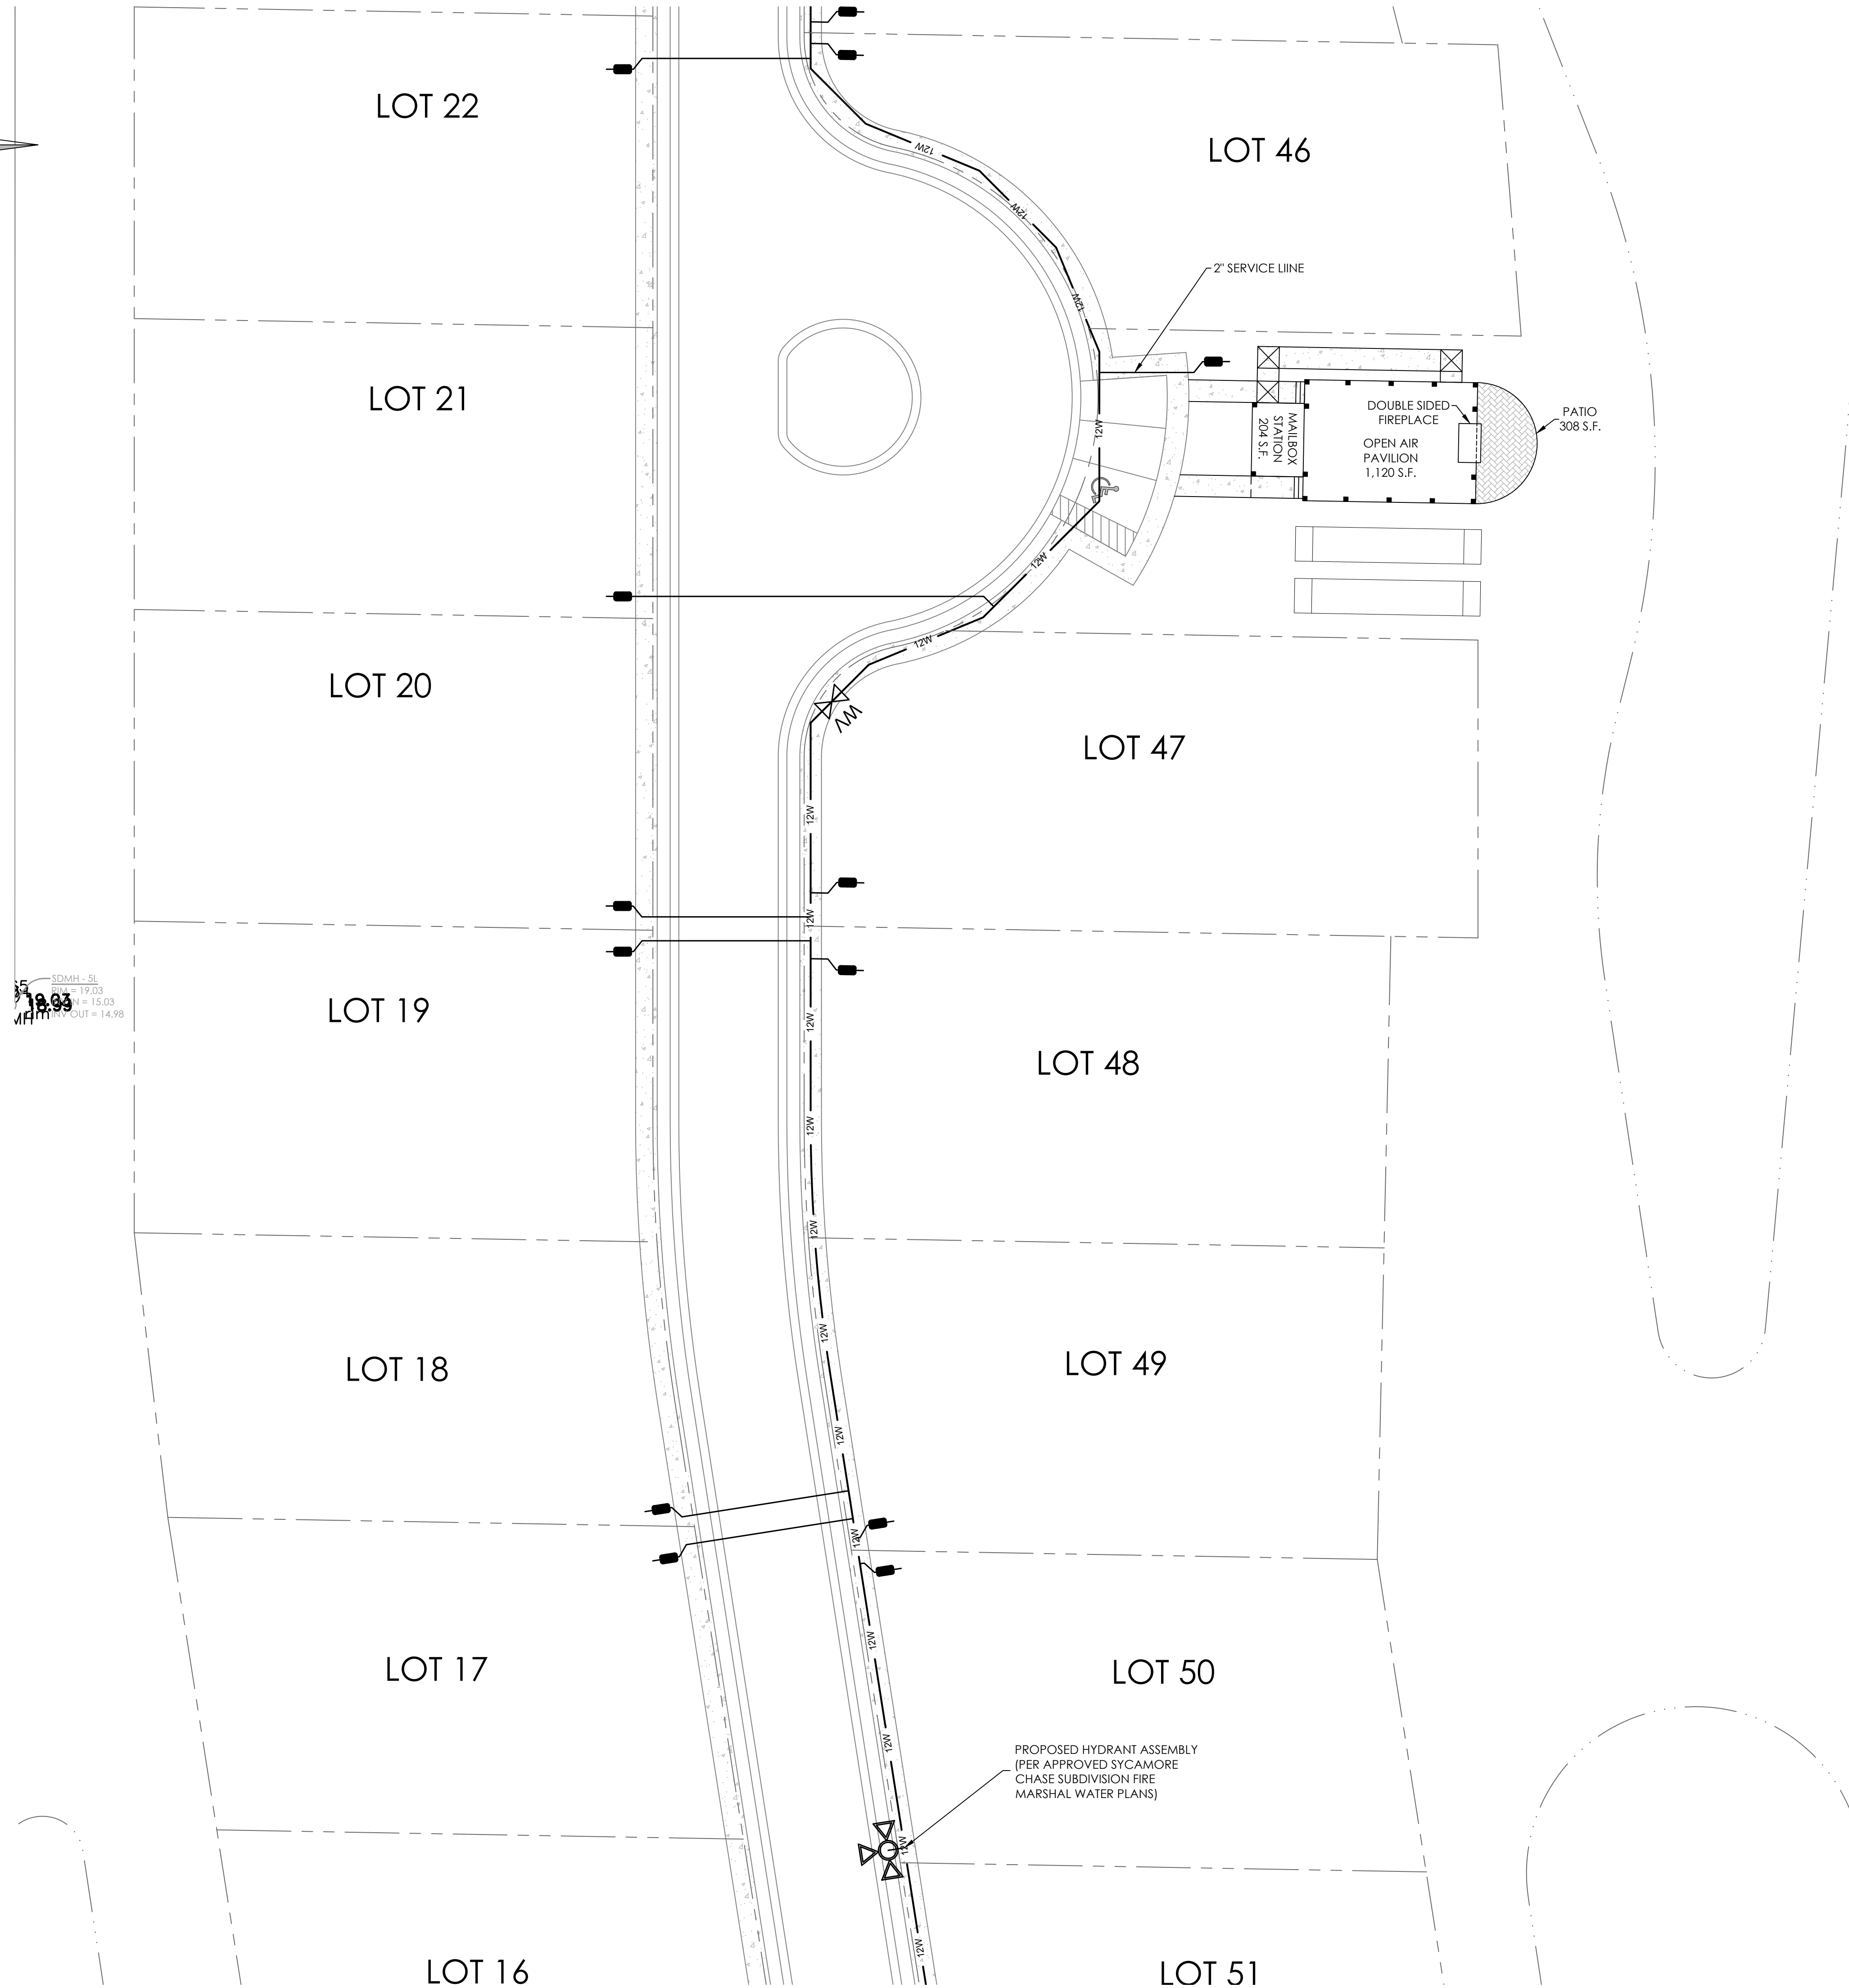 LOT 22
LOT 46
12W
12W
12W
2" SERVICE LIINE
LOT 21
DOUBLE SIDED
FIREPLACE
PATIO
308 S.F.
MAILBOX
STATION
204 S.F.
OPEN AIR
PAVILION
1,120 S.F.
12W
12W
12W
LOT 20
WV
LOT 47
12W
12W
SDMH - 5L
RIM = 19.03
= 15.03
INV OUT = 14.98
LOT 19
12W
LOT 48
12W
12W
12W
LOT 18
LOT 49
12W
12W
LOT 17
12W
LOT 50
12W
PROPOSED HYDRANT ASSEMBLY
(PER APPROVED SYCAMORE
CHASE SUBDIVISION FIRE
MARSHAL WATER PLANS)
12W
12W
LOT 16
LOT 51